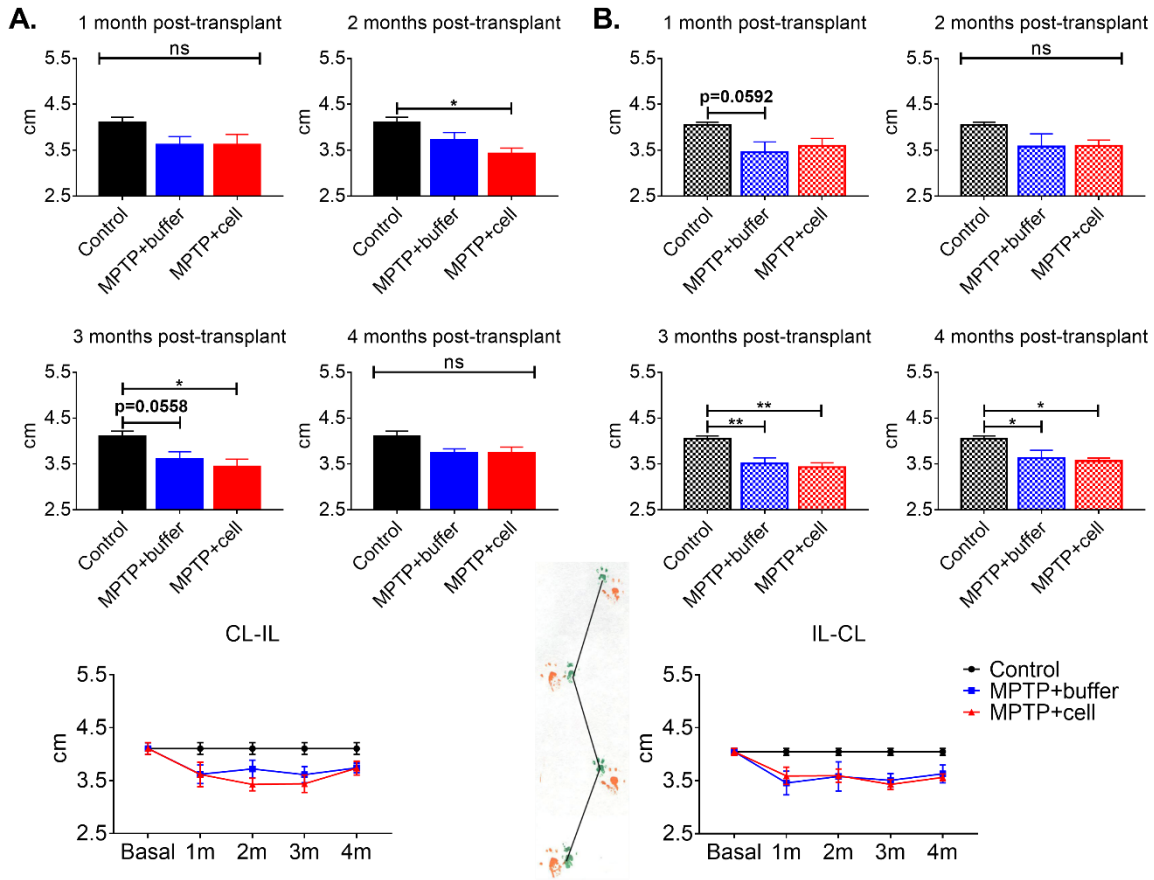 A.
1 month post-transplant
5.5
4.5
3.5
2.5
cm
ns
Control
MPTP+buffer
MPTP+cell
2 months post-transplant
5.5
4.5
3.5
2.5
cm
*
Control
MPTP+buffer
MPTP+cell
B.
1 month post-transplant
5.5
4.5
3.5
2.5
cm
p=0.0592
Control
MPTP+buffer
MPTP+cell
2 months post-transplant
5.5
4.5
3.5
2.5
cm
ns
Control
MPTP+buffer
MPTP+cell
3 months post-transplant
5.5
4.5
3.5
2.5
cm
*
p=0.0558
Control
MPTP+buffer
MPTP+cell
4 months post-transplant
5.5
4.5
3.5
2.5
cm
ns
Control
MPTP+buffer
MPTP+cell
3 months post-transplant
5.5
4.5
3.5
2.5
cm
**
**
Control
MPTP+buffer
MPTP+cell
4 months post-transplant
5.5
4.5
3.5
2.5
cm
*
*
Control
MPTP+buffer
MPTP+cell
CL-IL
5.5
4.5
3.5
2.5
cm
Basal 1m 2m 3m 4m
IL-CL
5.5
4.5
3.5
2.5
cm
Basal 1m 2m 3m 4m
Control
MPTP+buffer
MPTP+cell